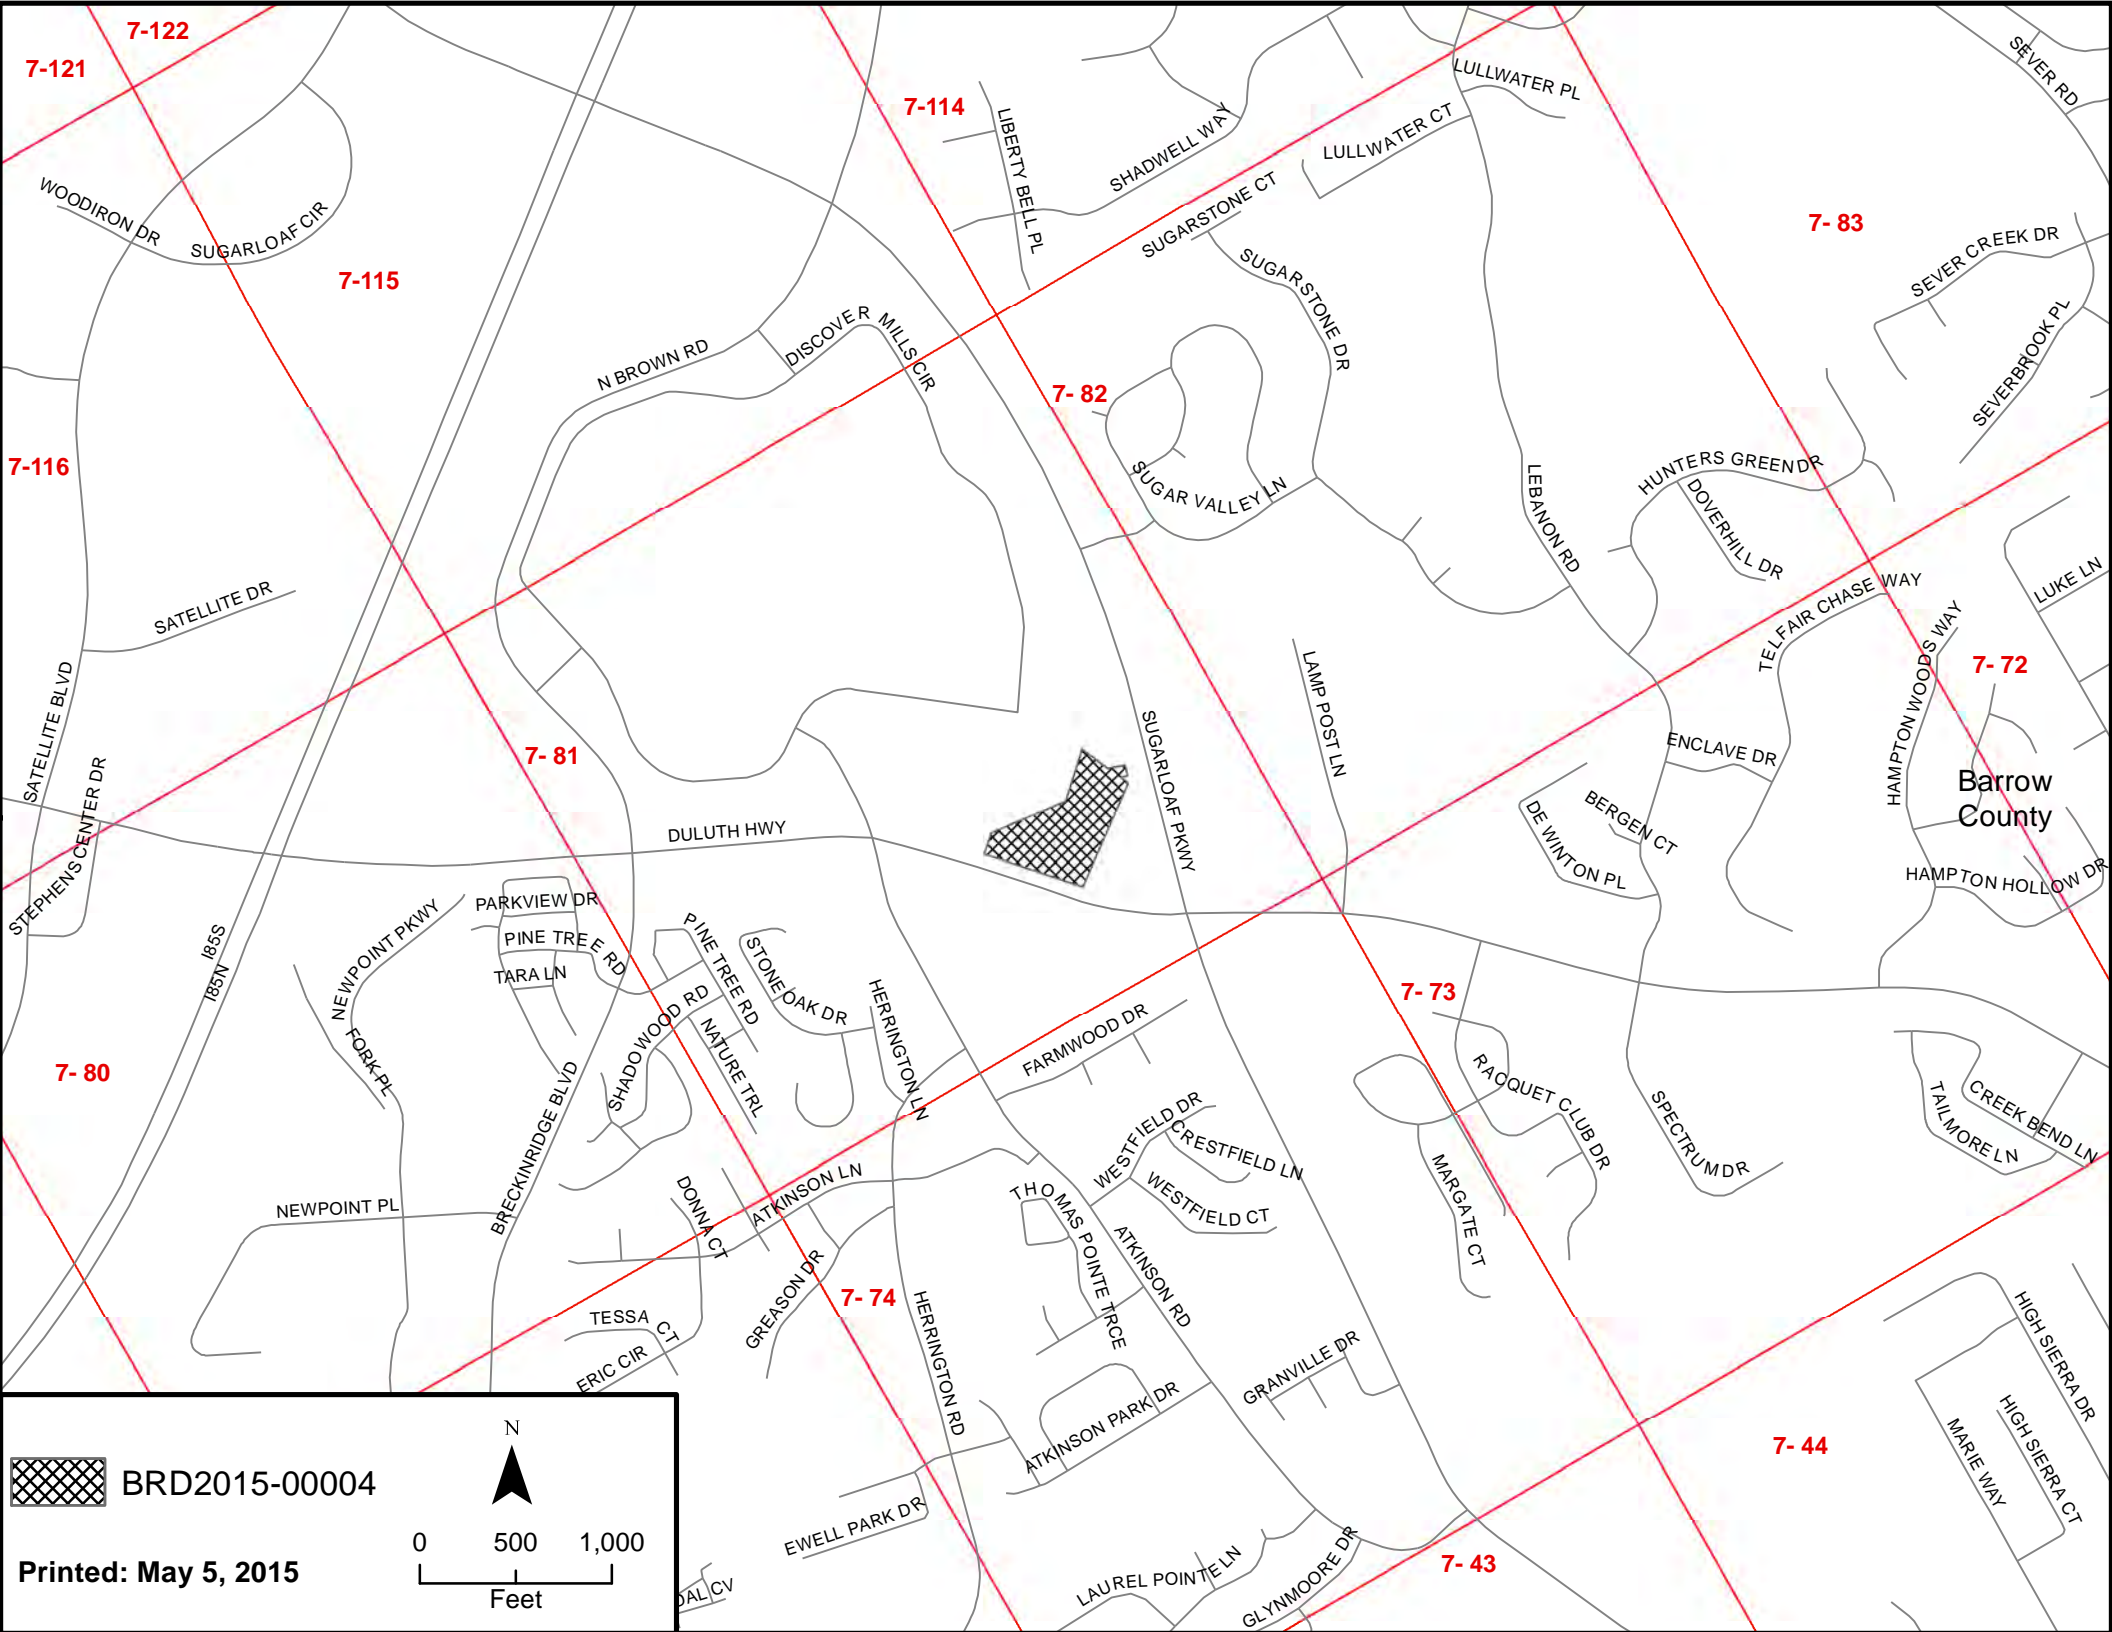 7-122
7-121
7-114
LULLWATER PL
SEVER RD
LIBERTY BELL PL
SHADWELL WAY
LULLWATER CT
WOODIRON DR
SUGARLOAF CIR
SUGARSTONE CT
7- 83
7-115
SUGARSTONE DR
SEVER CREEK DR
SEVERBROOK PL
N BROWN RD
DISCOVER MILLS CIR
7- 82
7-116
SUGAR VALLEY LN
LEBANON RD
HUNTERS GREEN DR
DOVERHILL DR
SATELLITE DR
TELFAIR CHASE WAY
LUKE LN
HAMPTON WOODS WAY
7- 72
SATELLITE BLVD
LAMP POST LN
7- 81
SUGARLOAF PKWY
ENCLAVE DR
STEPHENS CENTER DR
Barrow
County
DULUTH HWY
DE WINTON PL
BERGEN CT
HAMPTON HOLLOW DR
PARKVIEW DR
NEWPOINT PKWY
PINE TREE RD
PINE TREE RD
STONE OAK DR
I85S
I85N
TARA LN
SHADOWOOD RD
NATURE TRL
HERRINGTON LN
7- 73
FARMWOOD DR
FORK PL
7- 80
RACQUET CLUB DR
SPECTRUM DR
TAILMORE LN
CREEK BEND LN
BRECKINRIDGE BLVD
WESTFIELD DR
CRESTFIELD LN
WESTFIELD CT
MARGATE CT
NEWPOINT PL
DONNA CT
ATKINSON LN
THOMAS POINTE TRCE
ATKINSON RD
GREASON DR
7- 74
TESSA CT
ERIC CIR
HERRINGTON RD
GRANVILLE DR
HIGH SIERRA DR
ATKINSON PARK DR
7- 44
MARIE WAY
HIGH SIERRA CT
EWELL PARK DR
LAUREL POINTE LN
GLYNMOORE DR
7- 43
DAL CV
N
BRD2015-00004
0 500 1,000
Feet
Printed: May 5, 2015